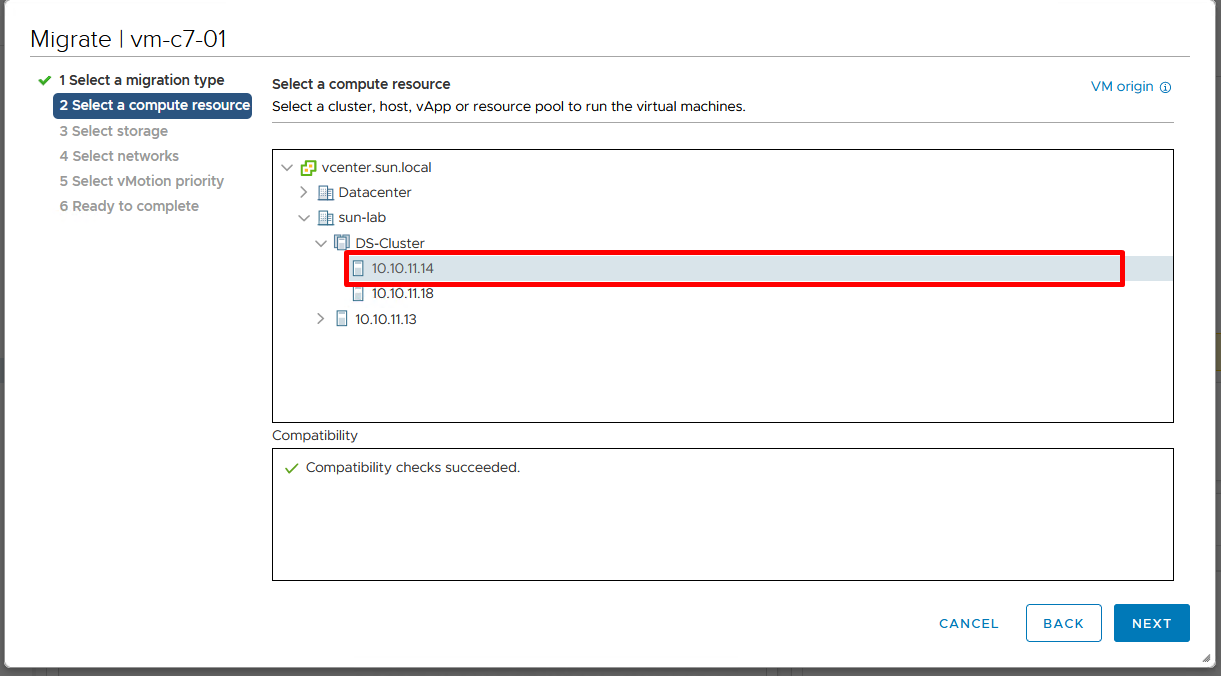 Migrate | vm-c7-01
1 Select a migration type
2 Select a compute resource
3 Select storage
4 Select networks
5 Select vMotion priority
6 Ready to complete
Select a compute resource
VM origin
Select a cluster, host, vApp or resource pool to run the virtual machines.
vcenter.sun.local
Datacenter
sun-lab
DS-Cluster
10.10.11.14
10.10.11.18
10.10.11.13
Compatibility
Compatibility checks succeeded.
CANCEL
BACK
NEXT